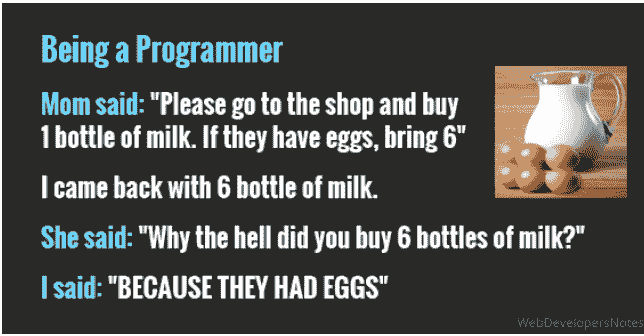 Being a Programmer
Mom said: "Please go to the shop and buy
1 bottle of milk. If they have eggs, bring 6"
I came back with 6 bottle of milk.
She said: "Why the hell did you buy 6 bottles of milk?"
I said: "BECAUSE THEY HAD EGGS"
WebDevelopersNotes